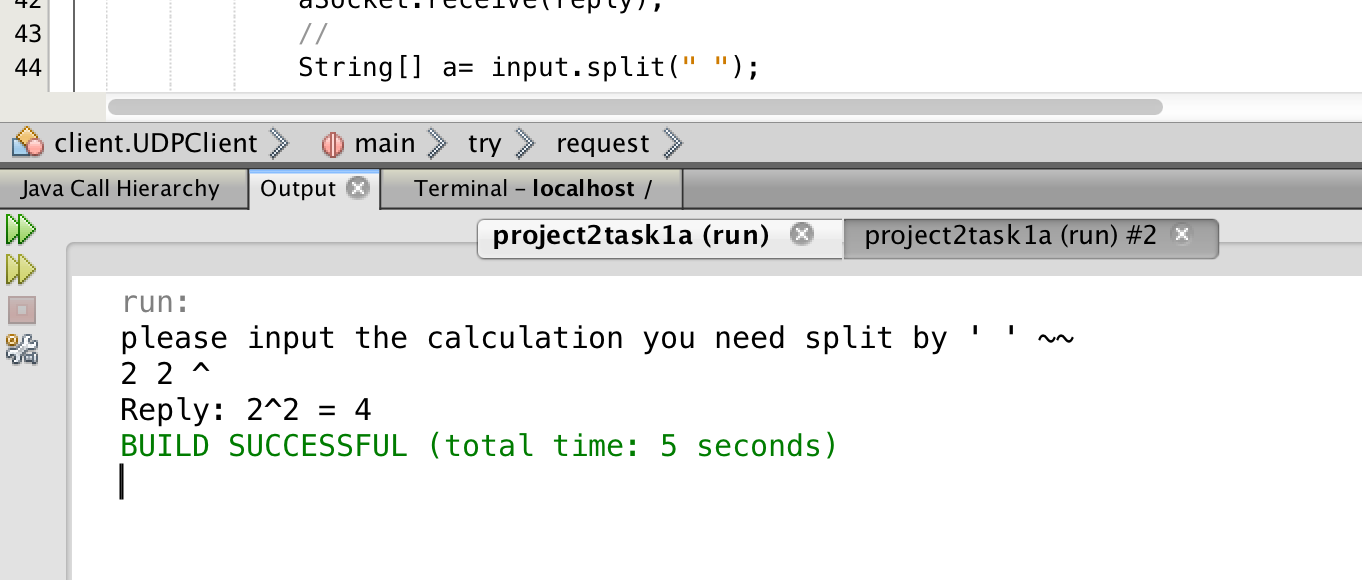 42 aSocket.receive(reply);
43 //
44 String[] a= input.split(" ");
client.UDPClient main try request
Java Call Hierarchy Output Terminal – localhost /
project2task1a (run) project2task1a (run) #2
run:
please input the calculation you need split by ' ' ~~
2 2 ^
Reply: 2^2 = 4
BUILD SUCCESSFUL (total time: 5 seconds)